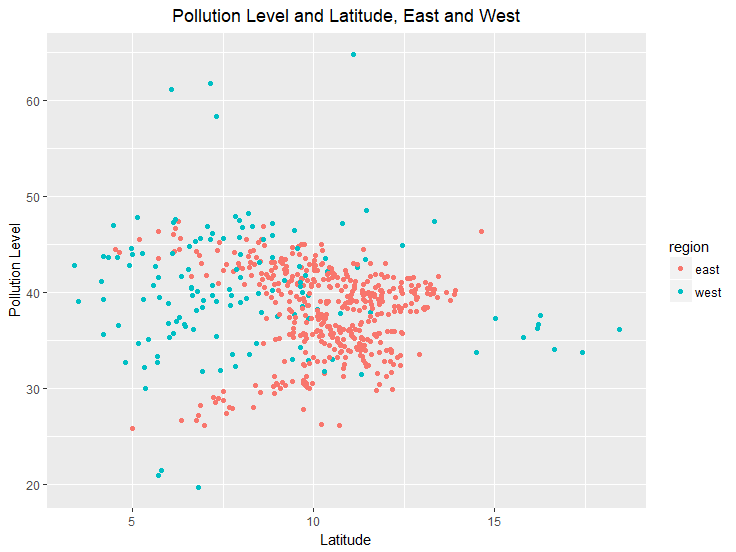 Pollution Level and Latitude, East and West
Pollution Level
60
50
40
30
20
5
10
15
Latitude
region
east
west